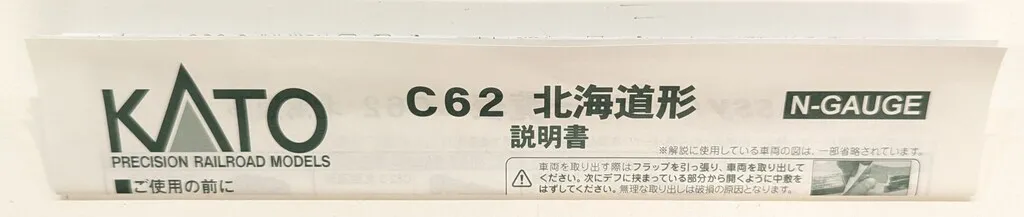 KATO
PRECISION RAILROAD MODELS
C62 北海道形
説明書
N-GAUGE
※解説に使用している車両の図は、一部省略されています。
■ご使用の前に
車両を取り出す際はフラップを引っ張り、車両を取り出して
ください。次にデフに挟まっている部分から開くように中敷を
はずしてください。無理な取り出しは破損の原因となります。